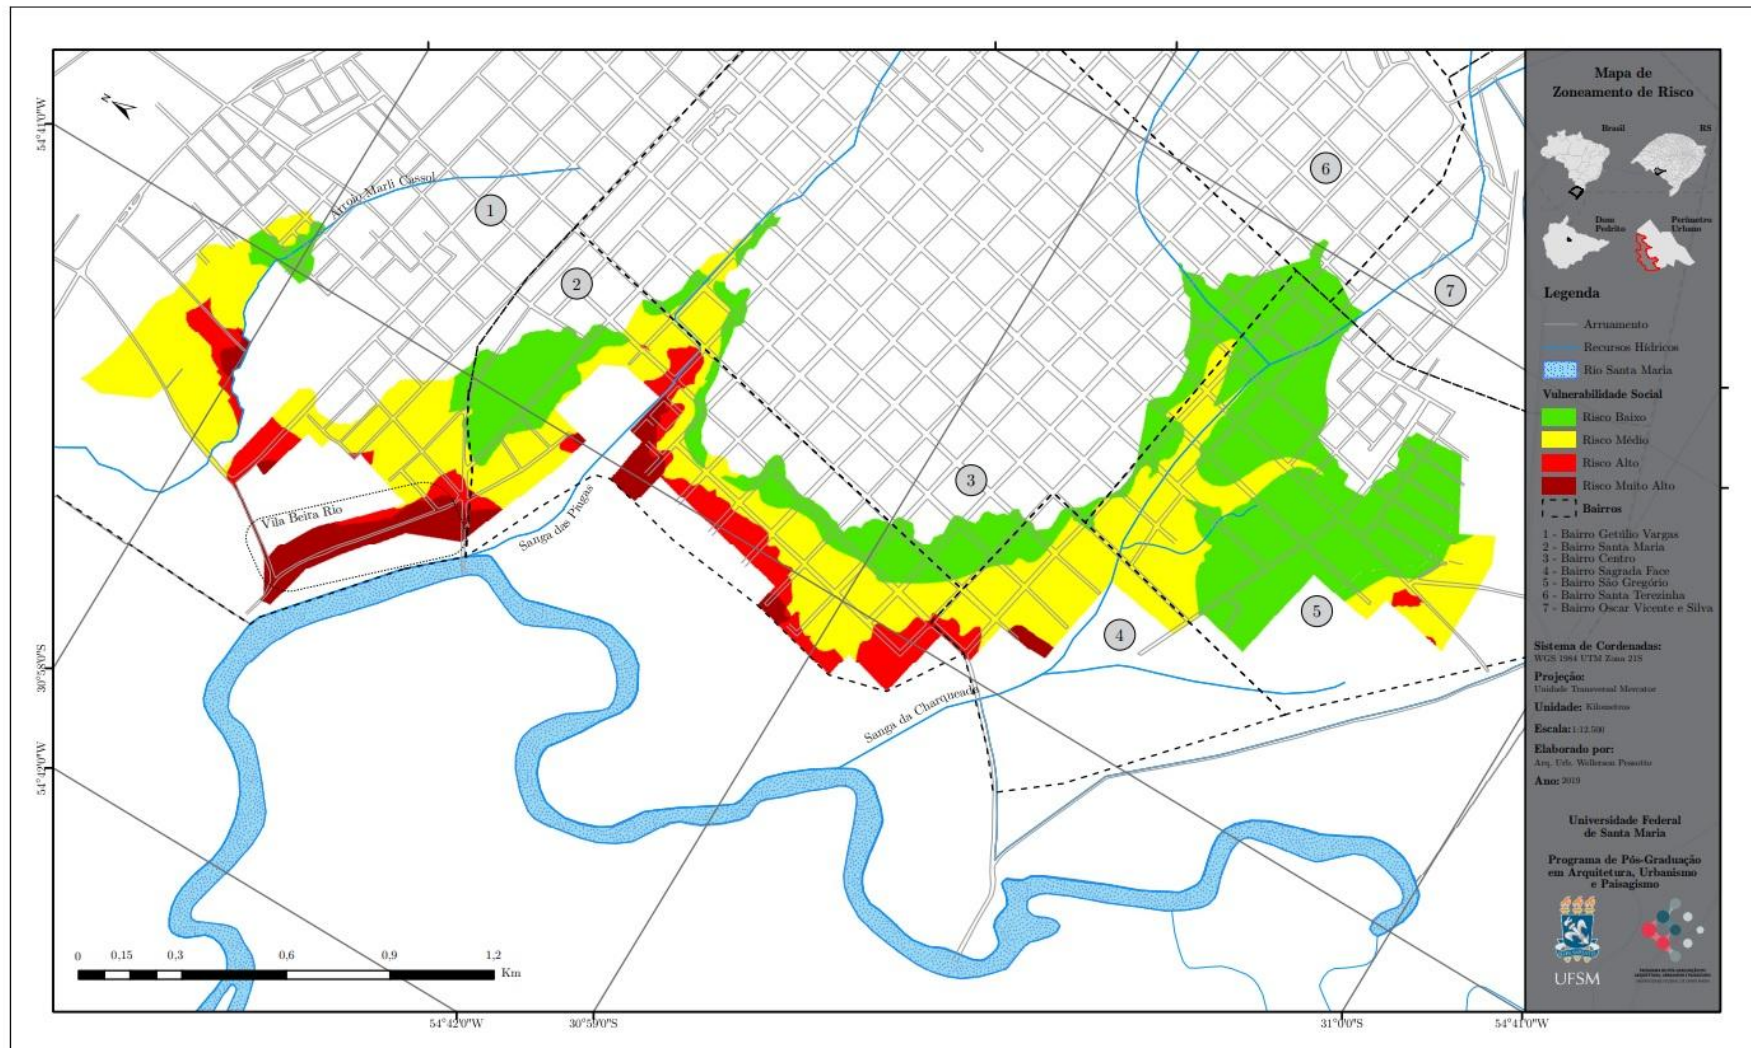 Mapa de
Zoneamento de Risco
Brasil
RS
Dom
Pedrito
Perímetro
Urbano
Legenda
Arruamento
Recursos Hídricos
Rio Santa Maria
Vulnerabilidade Social
Risco Baixo
Risco Médio
Risco Alto
Risco Muito Alto
Bairros
1 - Bairro Getúlio Vargas
2 - Bairro Santa Maria
3 - Bairro Centro
4 - Bairro Sagrada Face
5 - Bairro São Gregório
6 - Bairro Santa Terezinha
7 - Bairro Oscar Vicente e Silva
Sistema de Cordenadas:
WGS 1984 UTM Zona 21S
Projeção:
Unidade Transversal Mercator
Unidade: Kilometros
Escala: 1:12.500
Elaborado por:
Arq. Urb. Wellerson
Ano: 2019
Universidade Federal
de Santa Maria
Programa de Pós-Graduação
em Arquitetura, Urbanismo
e Paisagismo
UFSM
N
54°41'0"W
30°58'0"S
54°42'0"W
54°42'0"W
30°59'0"S
31°0'0"S
54°41'0"W
Arroio Marli Cassol
Vila Beira Rio
Sanga das Piugas
Sanga da Charqueada
1
2
3
4
5
6
7
0 0,15 0,3 0,6 0,9 1,2
Km